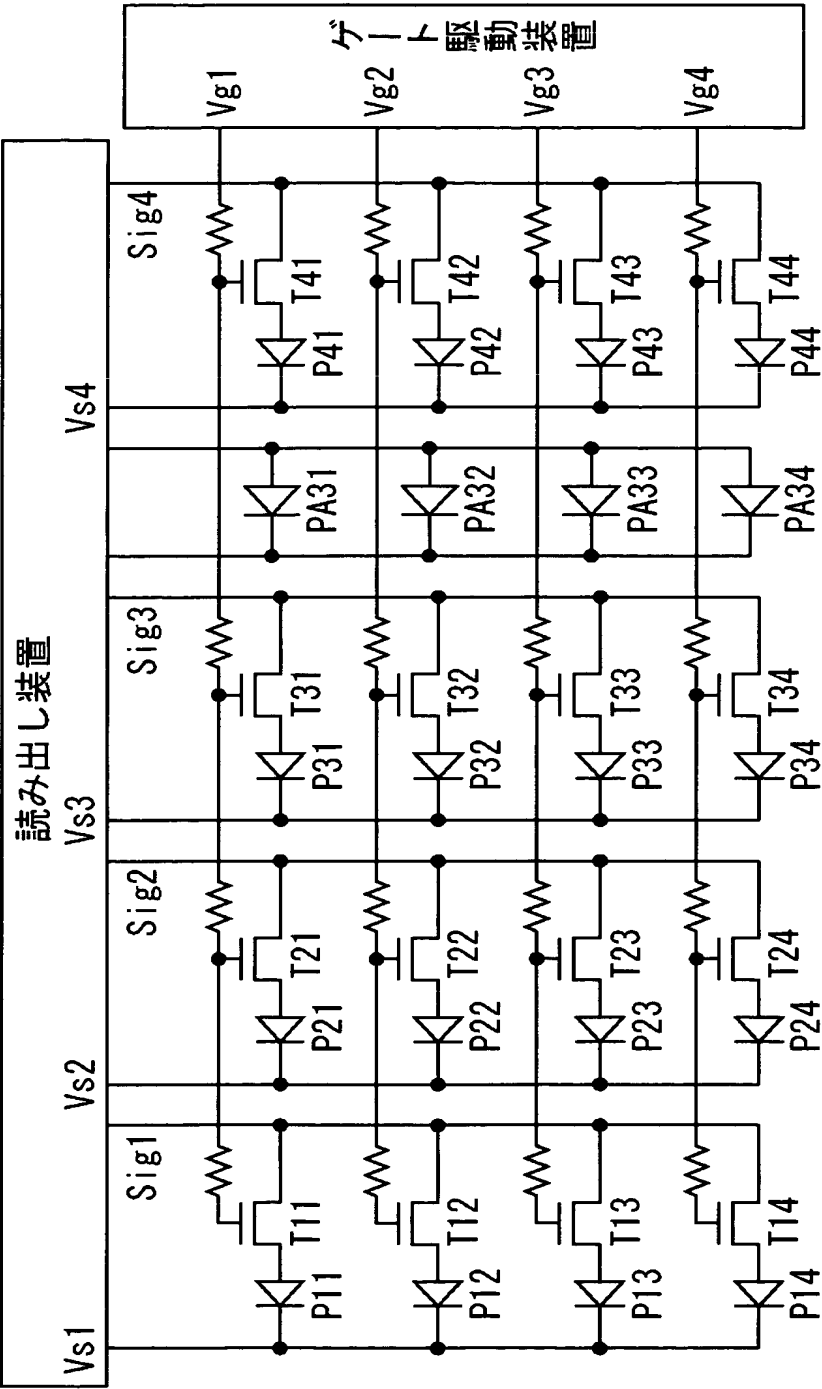 読み出し装置
ゲート駆動装置
Vs1
Vs2
Vs3
Vs4
Sig1
Sig2
Sig3
Sig4
Vg1
T11
T21
T31
T41
P11
P21
P31
PA31
P41
Vg2
T12
T22
T32
T42
P12
P22
P32
PA32
P42
Vg3
T13
T23
T33
T43
P13
P23
P33
PA33
P43
Vg4
T14
T24
T34
T44
P14
P24
P34
PA34
P44